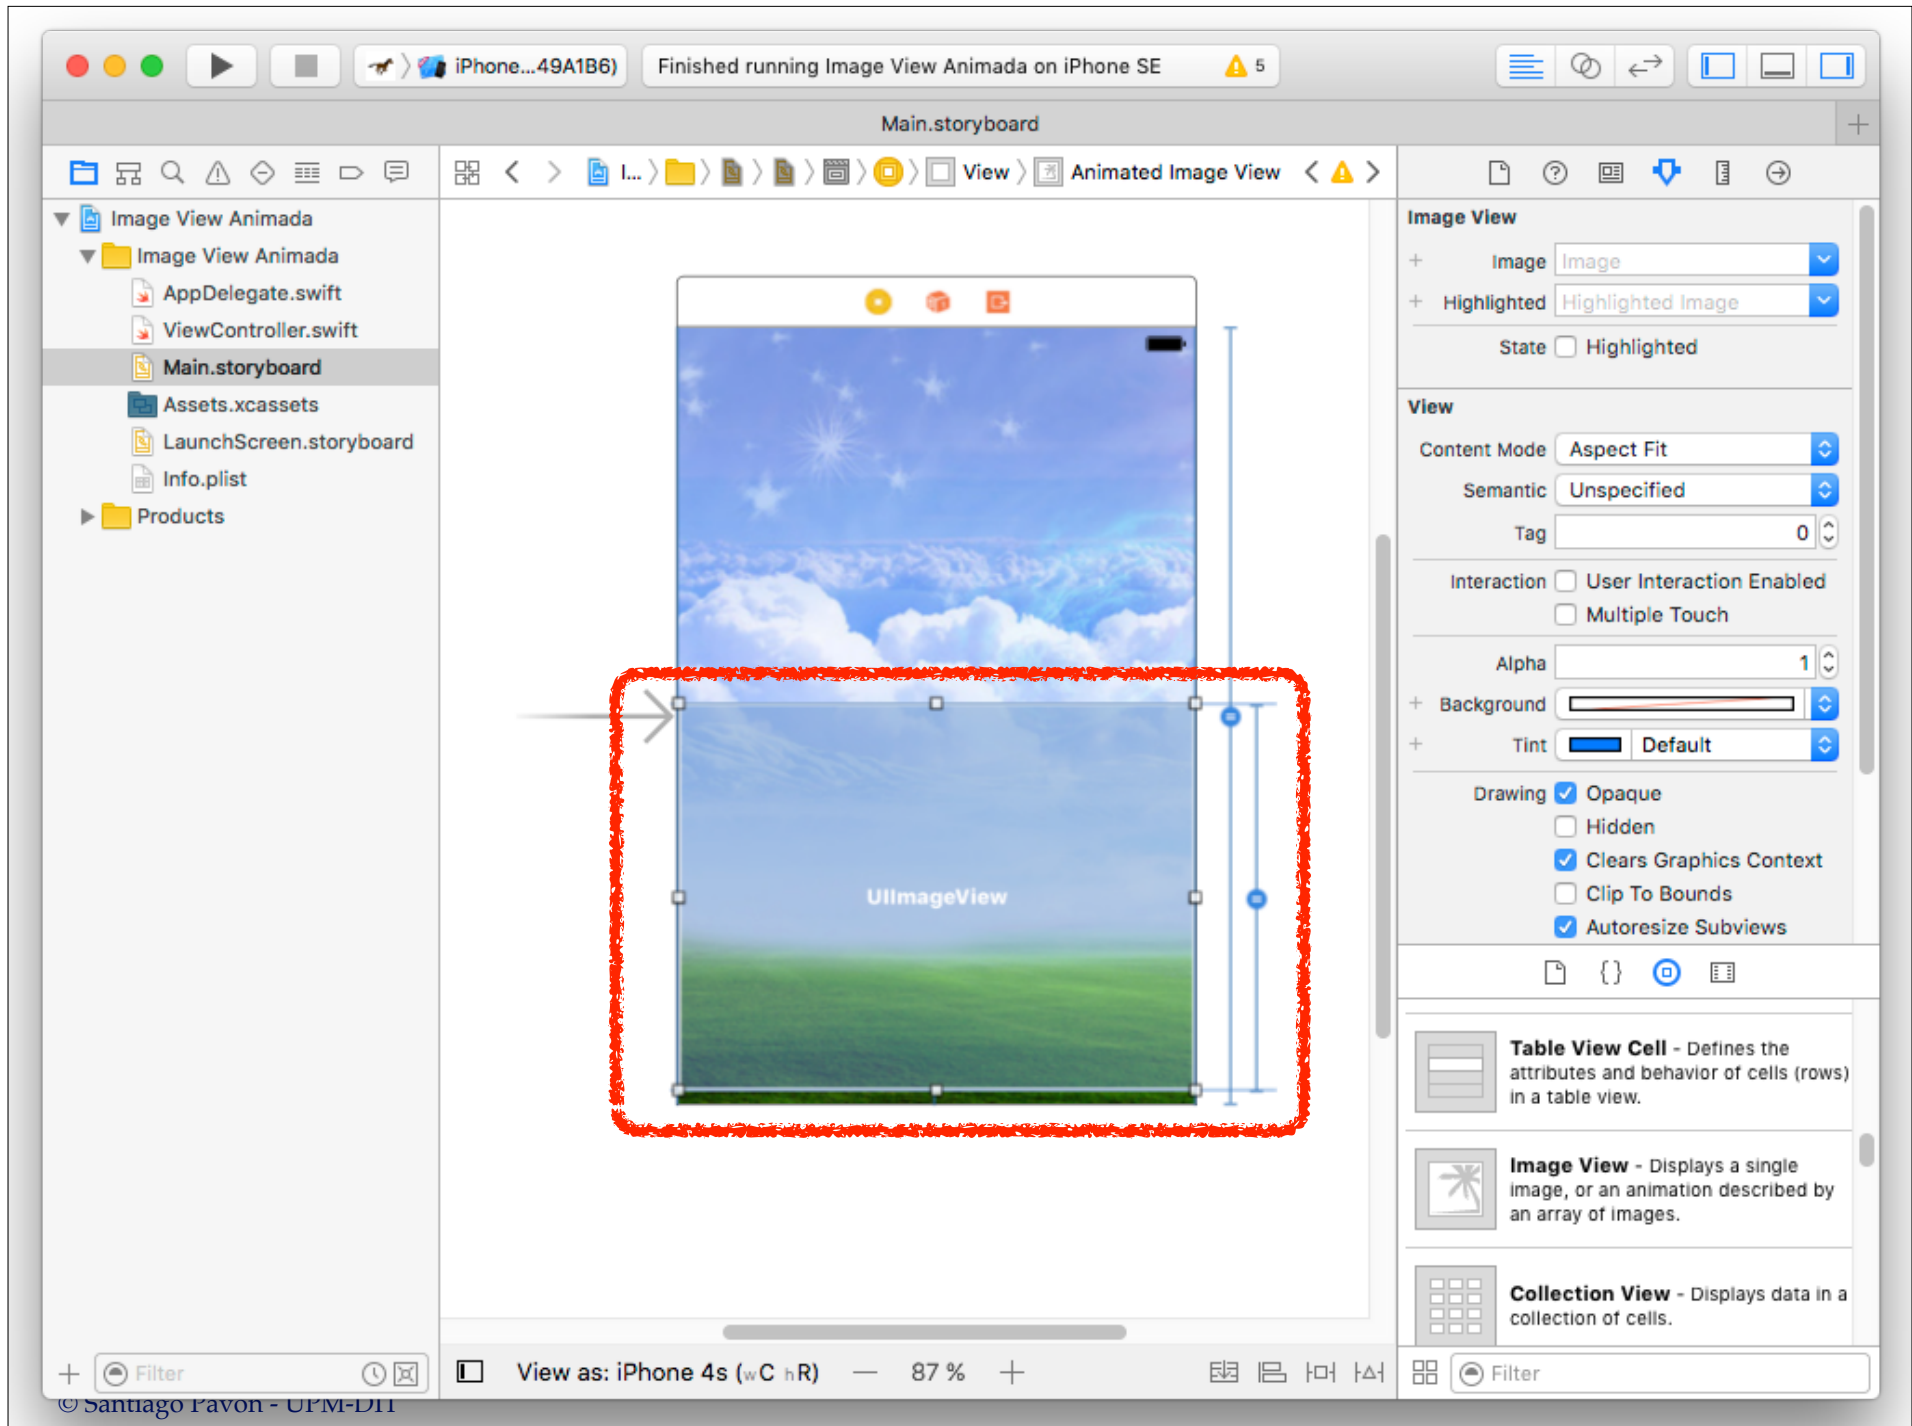 iPhone...49A1B6)
Finished running Image View Animada on iPhone SE
5
Main.storyboard
I...
View
Animated Image View
Image View Animada
Image View Animada
AppDelegate.swift
ViewController.swift
Main.storyboard
Assets.xcassets
LaunchScreen.storyboard
Info.plist
Products
Filter
UIImageView
View as: iPhone 4s (wC hR)
87 %
Image View
Image
Image
Highlighted
Highlighted Image
State
Highlighted
View
Content Mode
Aspect Fit
Semantic
Unspecified
Tag
0
Interaction
User Interaction Enabled
Multiple Touch
Alpha
1
Background
Tint
Default
Drawing
Opaque
Hidden
Clears Graphics Context
Clip To Bounds
Autoresize Subviews
{}
Table View Cell - Defines the
attributes and behavior of cells (rows)
in a table view.
Image View - Displays a single
image, or an animation described by
an array of images.
Collection View - Displays data in a
collection of cells.
Filter
© Santiago Pavón - UPM-DIT